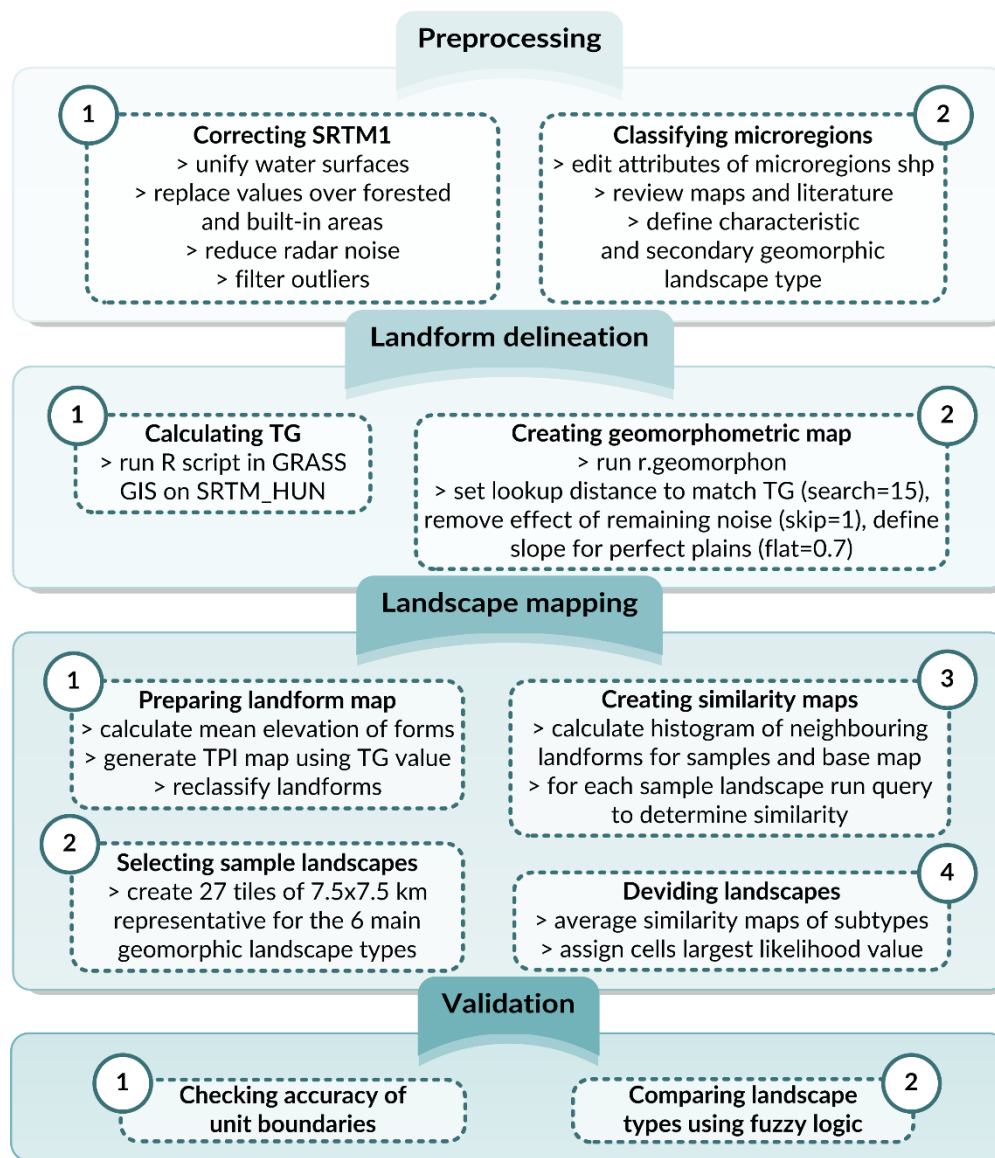 Preprocessing
1
Correcting SRTM1
> unify water surfaces
> replace values over forested
and built-in areas
> reduce radar noise
> filter outliers
2
Classifying microregions
> edit attributes of microregions shp
> review maps and literature
> define characteristic
and secondary geomorphic
landscape type
Landform delineation
1
Calculating TG
> run R script in GRASS
GIS on SRTM_HUN
2
Creating geomorphometric map
> run r.geomorphon
> set lookup distance to match TG (search=15),
remove effect of remaining noise (skip=1), define
slope for perfect plains (flat=0.7)
Landscape mapping
1
Preparing landform map
> calculate mean elevation of forms
> generate TPI map using TG value
> reclassify landforms
2
Selecting sample landscapes
> create 27 tiles of 7.5x7.5 km
representative for the 6 main
geomorphic landscape types
3
Creating similarity maps
> calculate histogram of neighbouring
landforms for samples and base map
> for each sample landscape run query
to determine similarity
4
Deviding landscapes
> average similarity maps of subtypes
> assign cells largest likelihood value
Validation
1
Checking accuracy of
unit boundaries
2
Comparing landscape
types using fuzzy logic